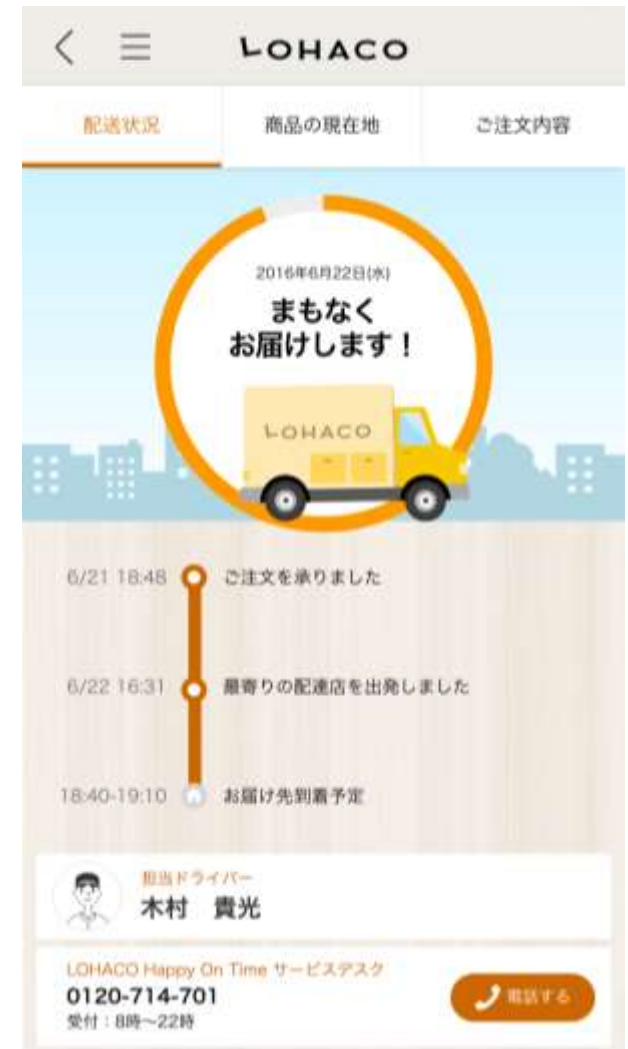 LOHACO
配送状況
商品の現在地
ご注文内容
2016年6月22日(水)
まもなく
お届けします！
LOHACO
6/21 18:48 ご注文を承りました
6/22 16:31 最寄りの配達店を出発しました
18:40-19:10 お届け先到着予定
担当ドライバー
木村　貴光
LOHACO Happy On Time サービスデスク
0120-714-701
電話する
受付：8時〜22時